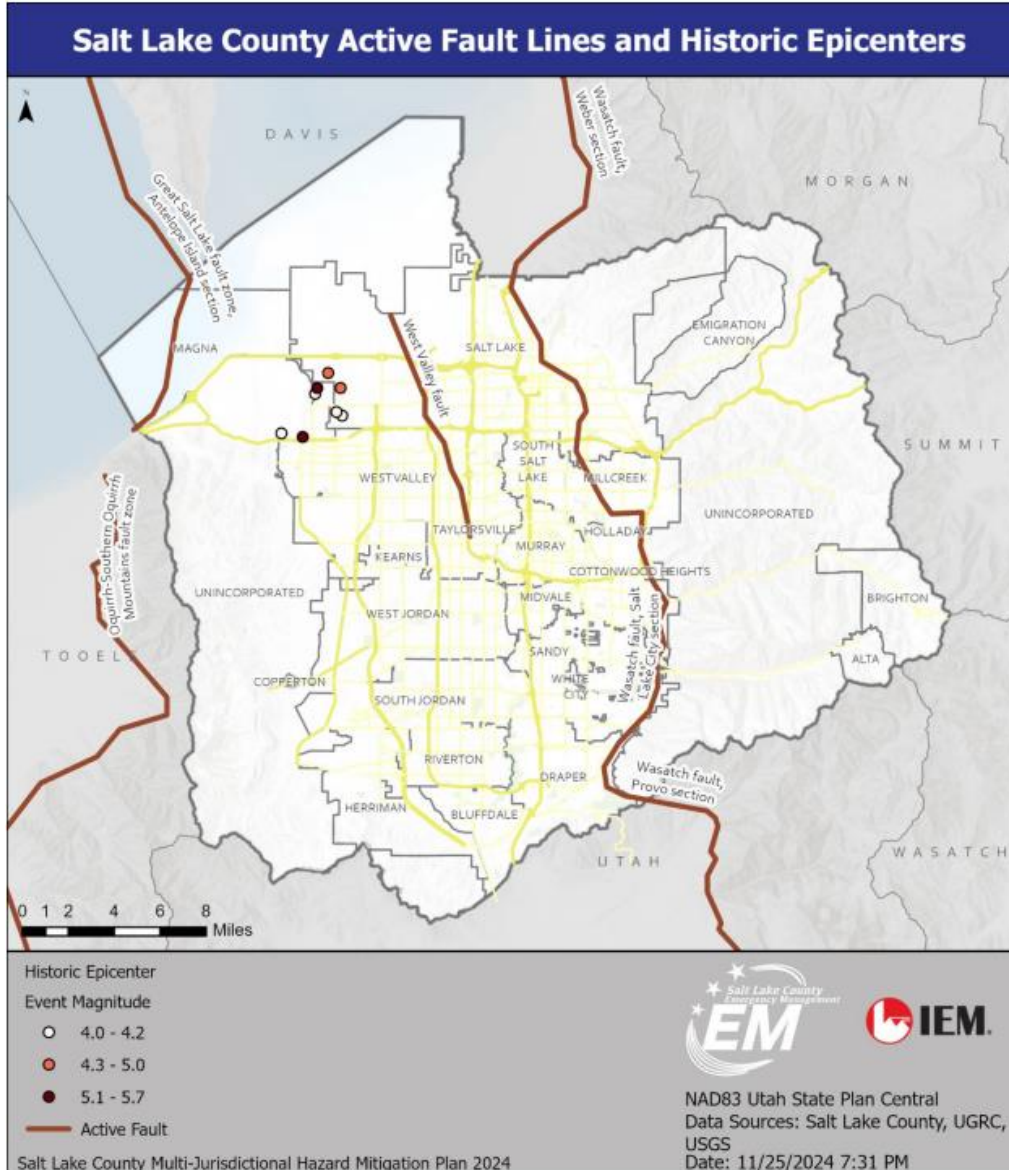 Salt Lake County Active Fault Lines and Historic Epicenters
N
DAVIS
Wasatch fault,
Weber section
MORGAN
Great Salt Lake fault zone,
Antelope Island section
EMIGRATION
CANYON
MAGNA
SALT LAKE
West Valley fault
SUMMIT
SOUTH
SALT
LAKE
WEST VALLEY
MILLCREEK
UNINCORPORATED
Oquirrh-Southern Oquirrh
Mountains fault zone
TAYLORSVILLE
HOLLADAY
MURRAY
KEARNS
COTTONWOOD HEIGHTS
UNINCORPORATED
MIDVALE
BRIGHTON
WEST JORDAN
Wasatch fault, Salt
Lake City section
SANDY
TOOELE
ALTA
COPPERTON
WHITE
CITY
SOUTH JORDAN
RIVERTON
DRAPER
Wasatch fault,
Provo section
HERRIMAN
BLUFFDALE
UTAH
WASATCH
0 1 2 4 6 8
Miles
Historic Epicenter
Event Magnitude
4.0 - 4.2
4.3 - 5.0
5.1 - 5.7
Active Fault
Salt Lake County Multi-Jurisdictional Hazard Mitigation Plan 2024
Salt Lake County
Emergency Management
EM
IEM.
NAD83 Utah State Plan Central
Data Sources: Salt Lake County, UGRC,
USGS
Date: 11/25/2024 7:31 PM